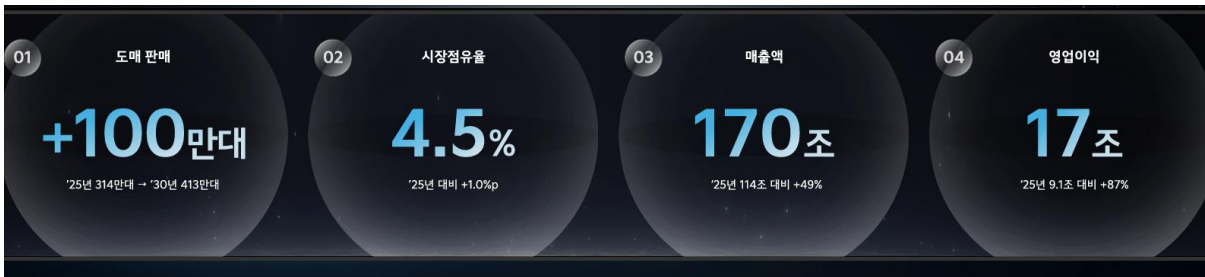 01
도매 판매
+100만대
'25년 314만대 → '30년 413만대
02
시장점유율
4.5%
'25년 대비 +1.0%p
03
매출액
170조
'25년 114조 대비 +49%
04
영업이익
17조
'25년 9.1조 대비 +87%